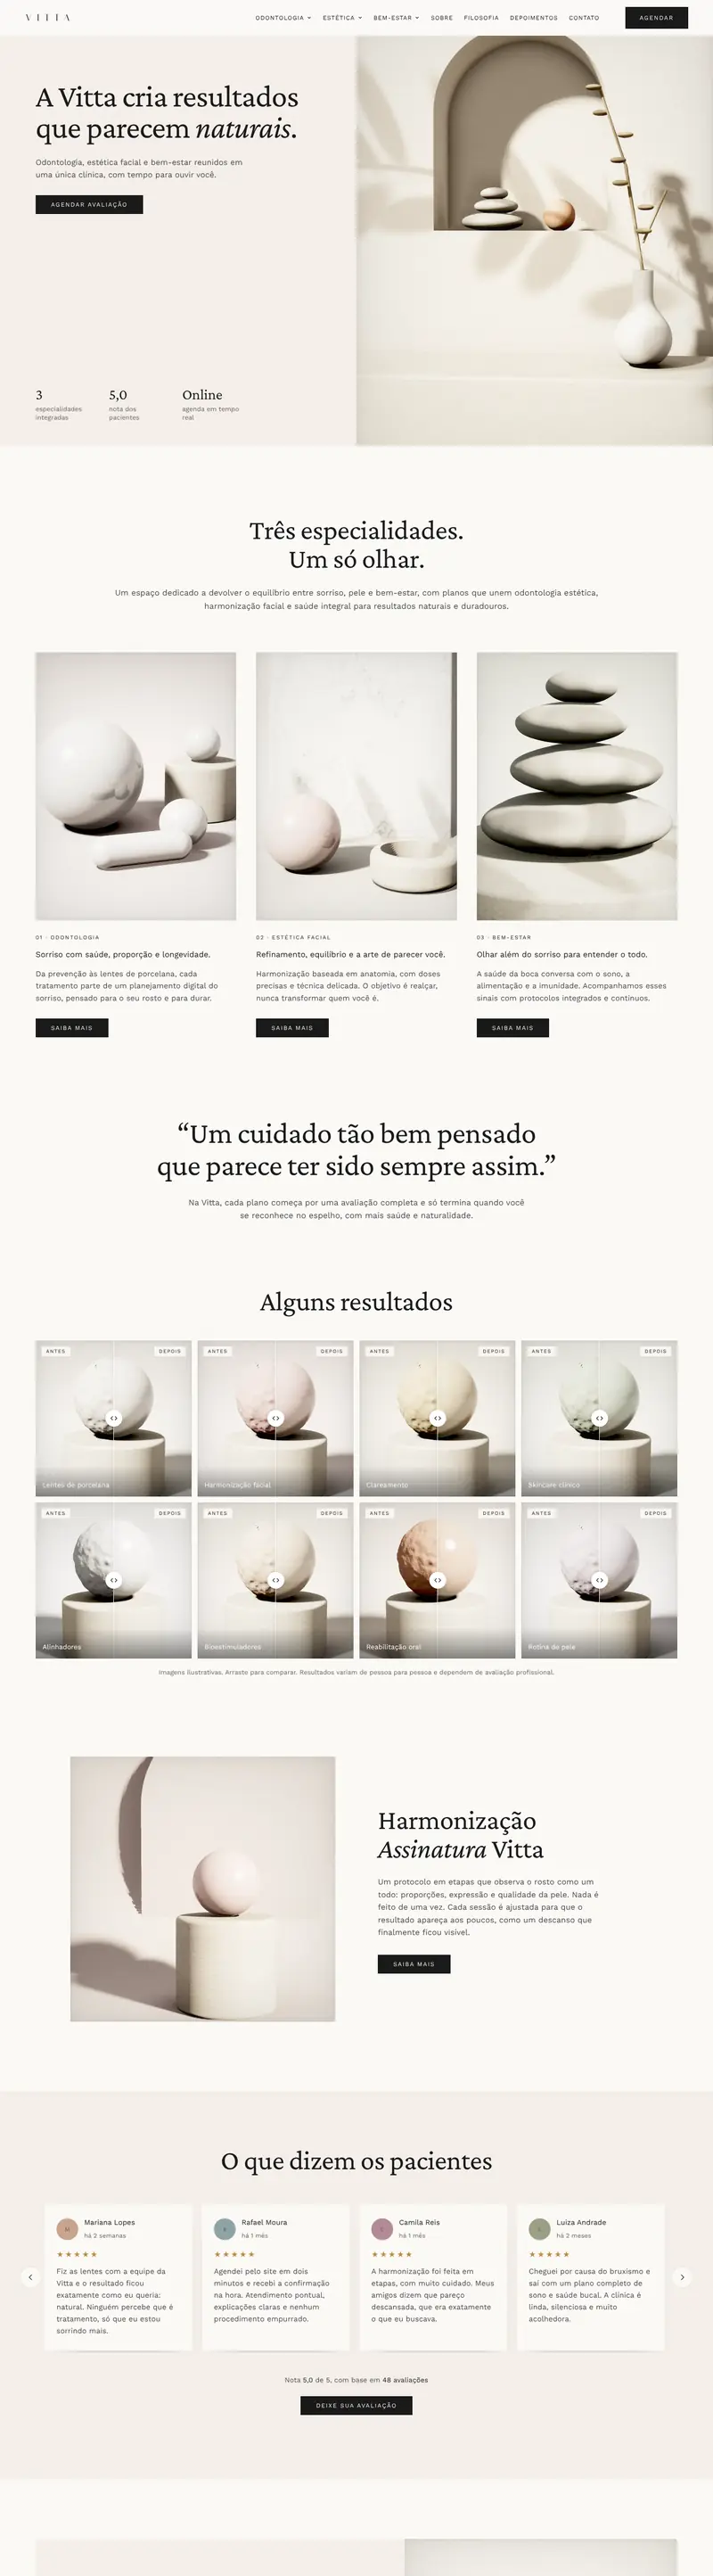 VITTA
ODONTOLOGIA ESTÉTICA BEM-ESTAR SOBRE FILOSOFIA DEPOIMENTOS CONTATO AGENDAR
A Vitta cria resultados
que parecem naturais.
Odontologia, estética facial e bem-estar reunidos em
uma única clínica, com tempo para ouvir você.
AGENDAR AVALIAÇÃO
3
especialidades
integradas
5,0
nota dos
pacientes
Online
agenda em tempo
real
Três especialidades.
Um só olhar.
Um espaço dedicado a devolver o equilíbrio entre sorriso, pele e bem-estar, com planos que unem odontologia estética,
harmonização facial e saúde integral para resultados naturais e duradouros.
01 · ODONTOLOGIA
Sorriso com saúde, proporção e longevidade.
Da prevenção às lentes de porcelana, cada
tratamento parte de um planejamento digital do
sorriso, pensado para o seu rosto e para durar.
SAIBA MAIS
02 · ESTÉTICA FACIAL
Refinamento, equilíbrio e a arte de parecer você.
Harmonização baseada em anatomia, com doses
precisas e técnica delicada. O objetivo é realçar,
nunca transformar quem você é.
SAIBA MAIS
03 · BEM-ESTAR
Olhar além do sorriso para entender o todo.
A saúde da boca conversa com o sono, a
alimentação e a imunidade. Acompanhamos esses
sinais com protocolos integrados e contínuos.
SAIBA MAIS
“Um cuidado tão bem pensado
que parece ter sido sempre assim.”
Na Vitta, cada plano começa por uma avaliação completa e só termina quando você
se reconhece no espelho, com mais saúde e naturalidade.
Alguns resultados
ANTES DEPOIS ANTES DEPOIS ANTES DEPOIS ANTES DEPOIS
Lentes de porcelana Harmonização facial Clareamento Skincare clínico
ANTES DEPOIS ANTES DEPOIS ANTES DEPOIS ANTES DEPOIS
Alinhadores Bioestimuladores Reabilitação oral Rotina de pele
Imagens ilustrativas. Arraste para comparar. Resultados variam de pessoa para pessoa e dependem de avaliação profissional.
Harmonização
Assinatura Vitta
Um protocolo em etapas que observa o rosto como um
todo: proporções, expressão e qualidade da pele. Nada é
feito de uma vez. Cada sessão é ajustada para que o
resultado apareça aos poucos, como um descanso que
finalmente ficou visível.
SAIBA MAIS
O que dizem os pacientes
M
Mariana Lopes
há 2 semanas
★★★★★
Fiz as lentes com a equipe da
Vitta e o resultado ficou
exatamente como eu queria:
natural. Ninguém percebe que é
tratamento, só que eu estou
sorrindo mais.
Rafael Moura
há 1 mês
★★★★★
Agendei pelo site em dois
minutos e recebi a confirmação
na hora. Atendimento pontual,
explicações claras e nenhum
procedimento empurrado.
Camila Reis
há 1 mês
★★★★★
A harmonização foi feita em
etapas, com muito cuidado. Meus
amigos dizem que pareço
descansada, que era exatamente
o que eu buscava.
Luiza Andrade
há 2 meses
★★★★★
Cheguei por causa do bruxismo e
saí com um plano completo de
sono e saúde bucal. A clínica é
linda, silenciosa e muito
acolhedora.
Nota 5,0 de 5, com base em 48 avaliações
DEIXE SUA AVALIAÇÃO